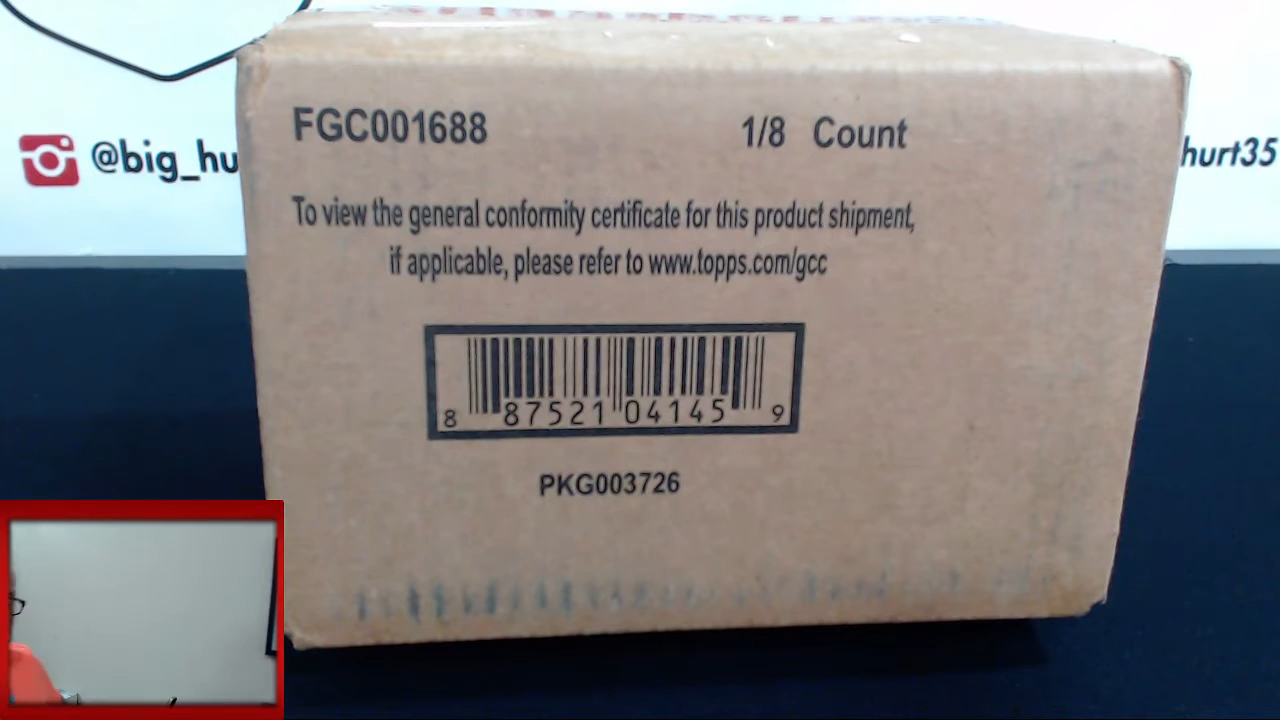 FGC001688 1/8 Count
@big_hu
hurt35
To view the general conformity certificate for this product shipment,
if applicable, please refer to www.topps.com/gcc
8 87521 04145 9
PKG003726